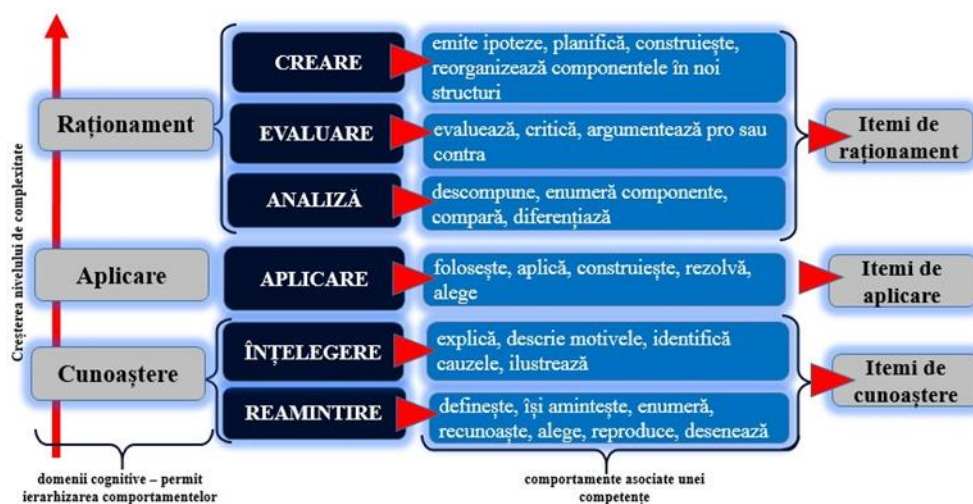 Creșterea nivelului de complexitate
Raționament
CREARE
emite ipoteze, planifică, construiește,
reorganizează componentele în noi
structuri
EVALUARE
evaluează, critică, argumentează pro sau
contra
ANALIZĂ
descompune, enumeră componente,
compară, diferențiază
Itemi de
raționament
Aplicare
APLICARE
folosește, aplică, construiește, rezolvă,
alege
Itemi de
aplicare
Cunoaștere
ÎNȚELEGERE
explică, descrie motivele, identifică
cauzele, ilustrează
REAMINTIRE
definește, își amintește, enumeră,
recunoaște, alege, reproduce, desenează
Itemi de
cunoaștere
domenii cognitive – permit
ierarhizarea comportamentelor
comportamente asociate unei
competențe